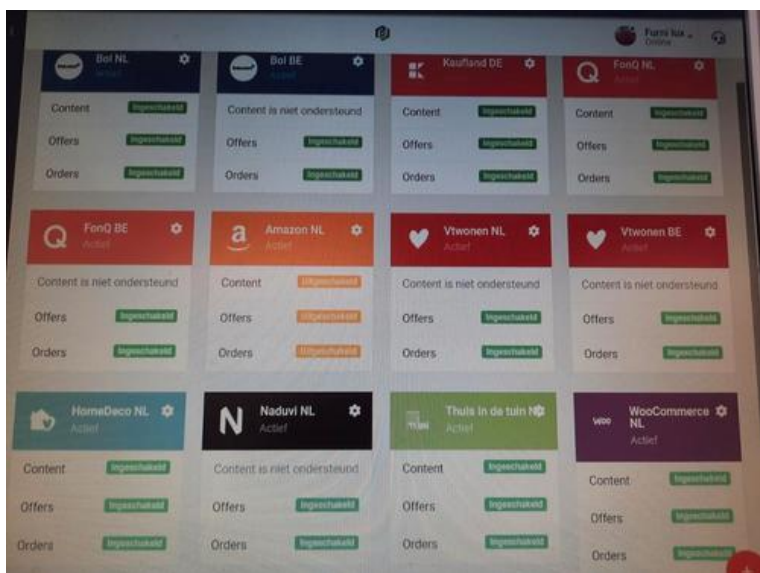 Furni lux
Online
Bol NL
Actief
Bol BE
Actief
Kaufland DE
FonQ NL
Actief
Content Ingeschakeld
Content is niet ondersteund
Content Ingeschakeld
Content Ingeschakeld
Offers Ingeschakeld
Offers Ingeschakeld
Offers Ingeschakeld
Offers Ingeschakeld
Orders Ingeschakeld
Orders Ingeschakeld
Orders Ingeschakeld
Orders Ingeschakeld
FonQ BE
Actief
Amazon NL
Actief
Vtwonen NL
Actief
Vtwonen BE
Actief
Content is niet ondersteund
Content Uitgeschakeld
Content is niet ondersteund
Content is niet ondersteund
Offers Ingeschakeld
Offers Uitgeschakeld
Offers Ingeschakeld
Offers Ingeschakeld
Orders Ingeschakeld
Orders Uitgeschakeld
Orders Ingeschakeld
Orders Ingeschakeld
HomeDeco NL
Actief
Naduvi NL
Actief
Thuis in de tuin NL
Actief
Woo
WooCommerce
NL
Actief
Content Ingeschakeld
Content is niet ondersteund
Content Ingeschakeld
Content Ingeschakeld
Offers Ingeschakeld
Offers Ingeschakeld
Offers Ingeschakeld
Offers Ingeschakeld
Orders Ingeschakeld
Orders Ingeschakeld
Orders Ingeschakeld
Orders Ingeschakeld